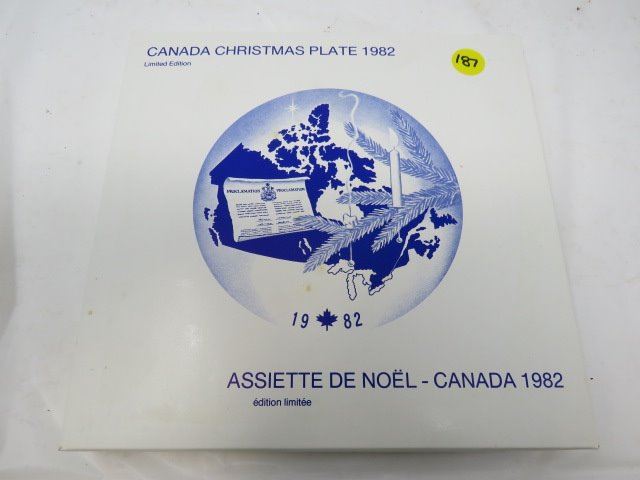 CANADA CHRISTMAS PLATE 1982
Limited Edition
187
PROCLAMATION PROCLAMATION
19 82
ASSIETTE DE NOËL - CANADA 1982
édition limitée